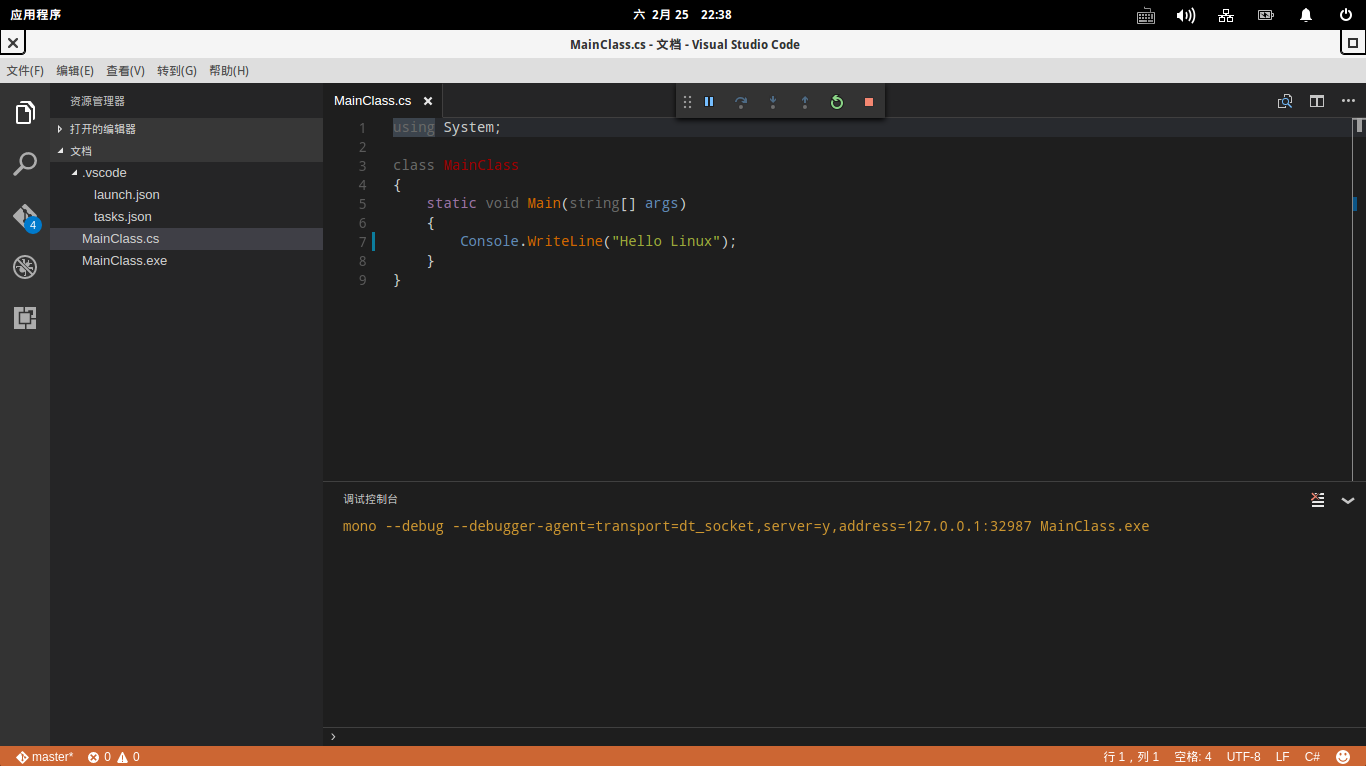 应用程序
六 2月 25 22:38
MainClass.cs - 文档 - Visual Studio Code
文件(F) 编辑(E) 查看(V) 转到(G) 帮助(H)
资源管理器
打开的编辑器
文档
.vscode
launch.json
tasks.json
MainClass.cs
MainClass.exe
4
MainClass.cs
1 using System;
2
3 class MainClass
4 {
5 static void Main(string[] args)
6 {
7 Console.WriteLine("Hello Linux");
8 }
9 }
调试控制台
mono --debug --debugger-agent=transport=dt_socket,server=y,address=127.0.0.1:32987 MainClass.exe
›
master* 0 0 行 1，列 1 空格: 4 UTF-8 LF C#